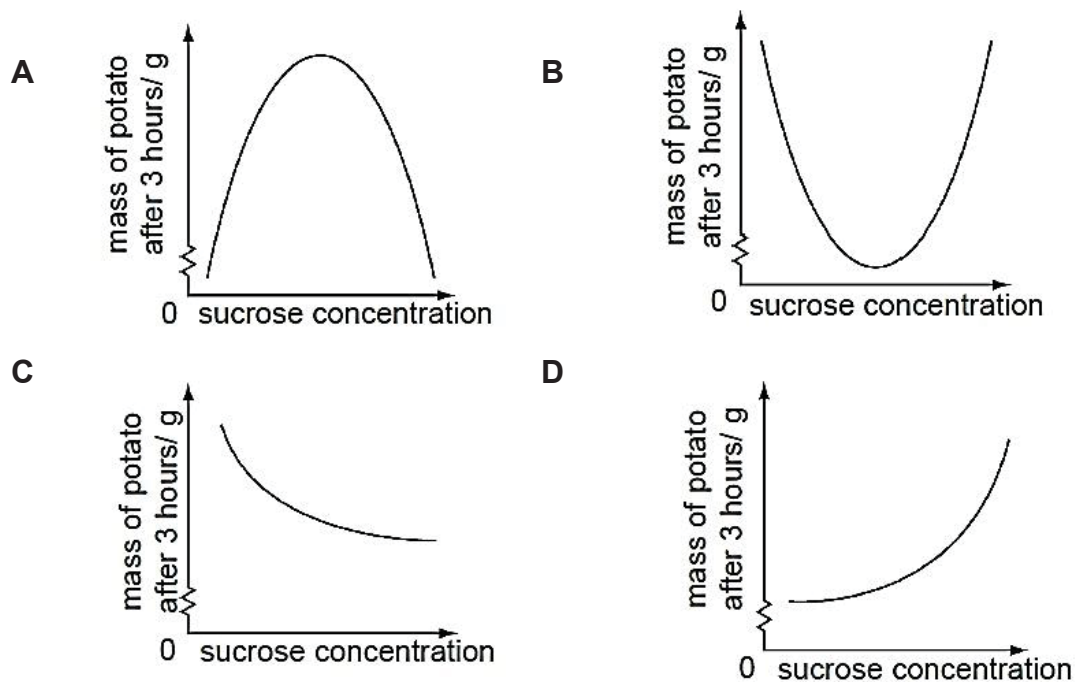 A
mass of potato
after 3 hours/ g
0
sucrose concentration
B
mass of potato
after 3 hours/ g
0
sucrose concentration
C
mass of potato
after 3 hours/ g
0
sucrose concentration
D
mass of potato
after 3 hours/ g
0
sucrose concentration